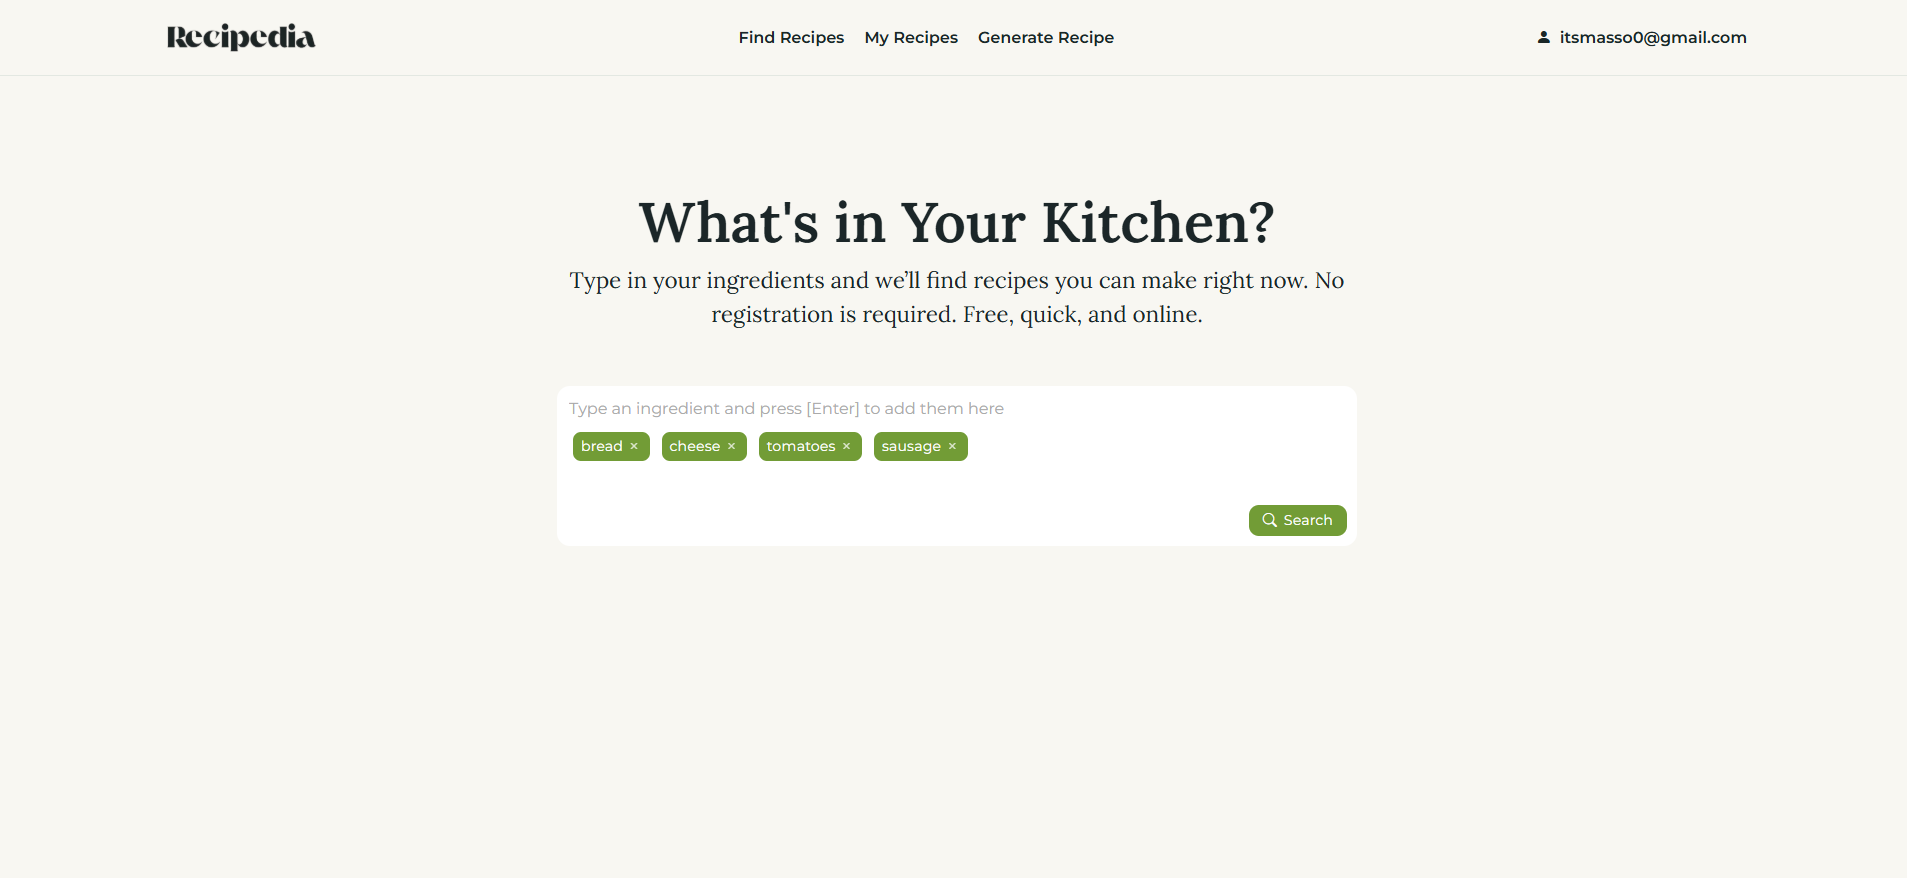 Recipedia
Find Recipes My Recipes Generate Recipe
itsmasso0@gmail.com
What's in Your Kitchen?
Type in your ingredients and we’ll find recipes you can make right now. No
registration is required. Free, quick, and online.
Type an ingredient and press [Enter] to add them here
bread × cheese × tomatoes × sausage ×
Search